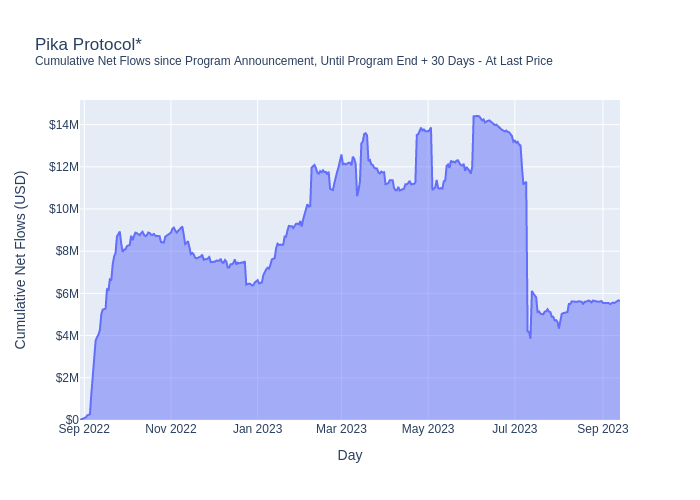 Pika Protocol*
Cumulative Net Flows since Program Announcement, Until Program End + 30 Days - At Last Price
Cumulative Net Flows (USD)
$14M
$12M
$10M
$8M
$6M
$4M
$2M
$0
Sep 2022
Nov 2022
Jan 2023
Mar 2023
May 2023
Jul 2023
Sep 2023
Day